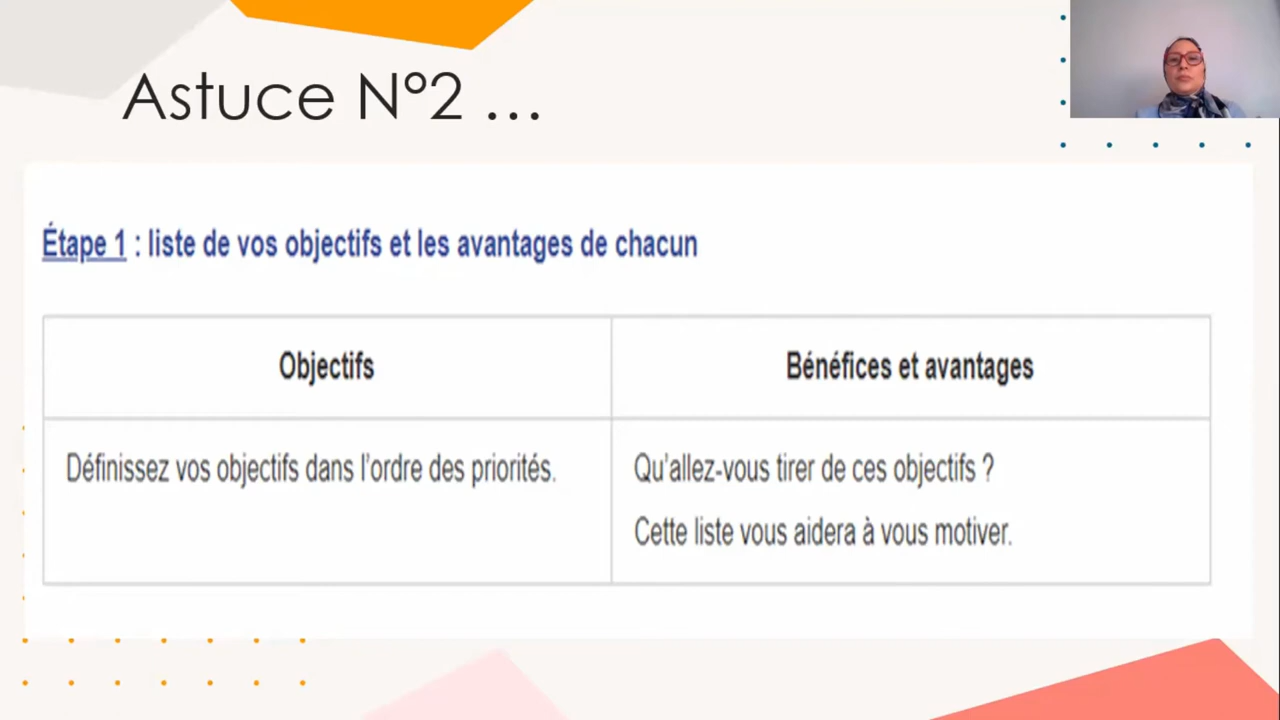 Astuce N°2 ...
Étape 1 : liste de vos objectifs et les avantages de chacun
Objectifs
Bénéfices et avantages
Définissez vos objectifs dans l'ordre des priorités.
Qu'allez-vous tirer de ces objectifs ?
Cette liste vous aidera à vous motiver.